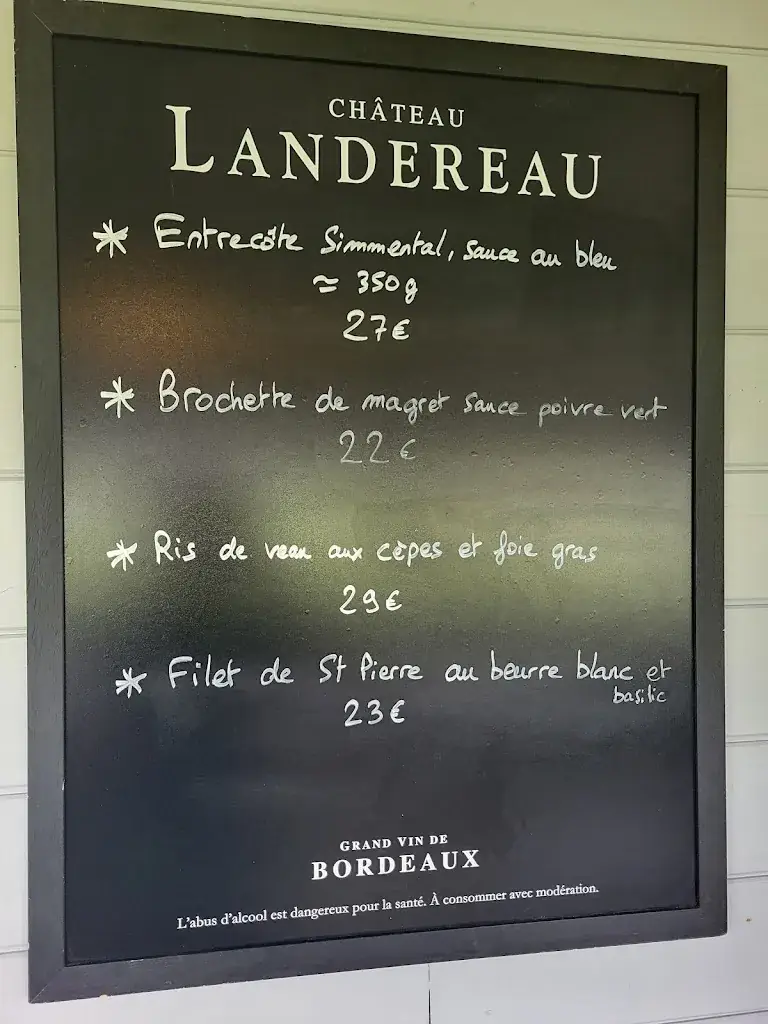 CHÂTEAU
LANDEREAU
* Entrecôte Simmental, sauce au bleu
≈ 350g
27€
* Brochette de magret sauce poivre vert
22€
* Ris de veau aux cèpes et foie gras
29€
* Filet de St Pierre au beurre blanc et
basilic
23€
GRAND VIN DE
BORDEAUX
L'abus d'alcool est dangereux pour la santé. À consommer avec modération.